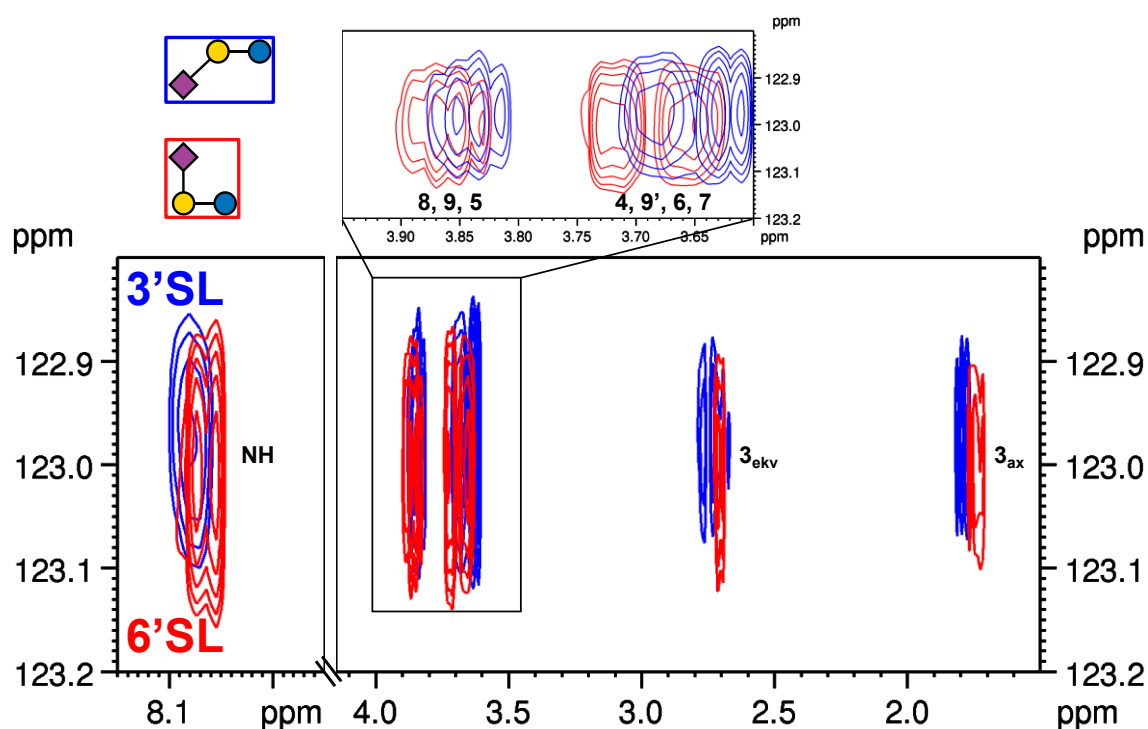 ppm
122.9
123.0
123.1
123.2
8, 9, 5
4, 9’, 6, 7
3.90 3.85 3.80 3.75 3.70 3.65 ppm
ppm
ppm
3’SL
122.9
122.9
NH
3ekv
3ax
123.0
123.0
123.1
123.1
6’SL
123.2
123.2
8.1 ppm 4.0 3.5 3.0 2.5 2.0 ppm